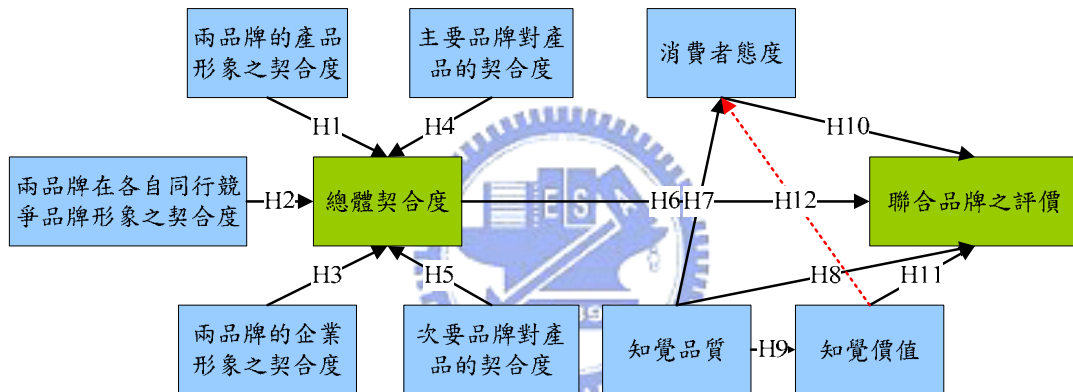 兩品牌的產品
形象之契合度
主要品牌對產
品的契合度
消費者態度
H1
H4
H10
兩品牌在各自同行競
爭品牌形象之契合度
H2
總體契合度
H6
H7
H12
聯合品牌之評價
H3
H5
H8
H11
兩品牌的企業
形象之契合度
次要品牌對產
品的契合度
知覺品質
H9
知覺價值
ES